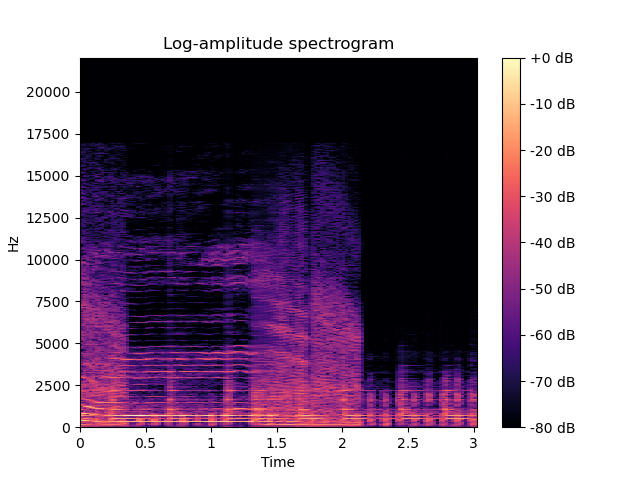 Log-amplitude spectrogram
Hz
20000
17500
15000
12500
10000
7500
5000
2500
0
0 0.5 1 1.5 2 2.5 3
Time
+0 dB
-10 dB
-20 dB
-30 dB
-40 dB
-50 dB
-60 dB
-70 dB
-80 dB